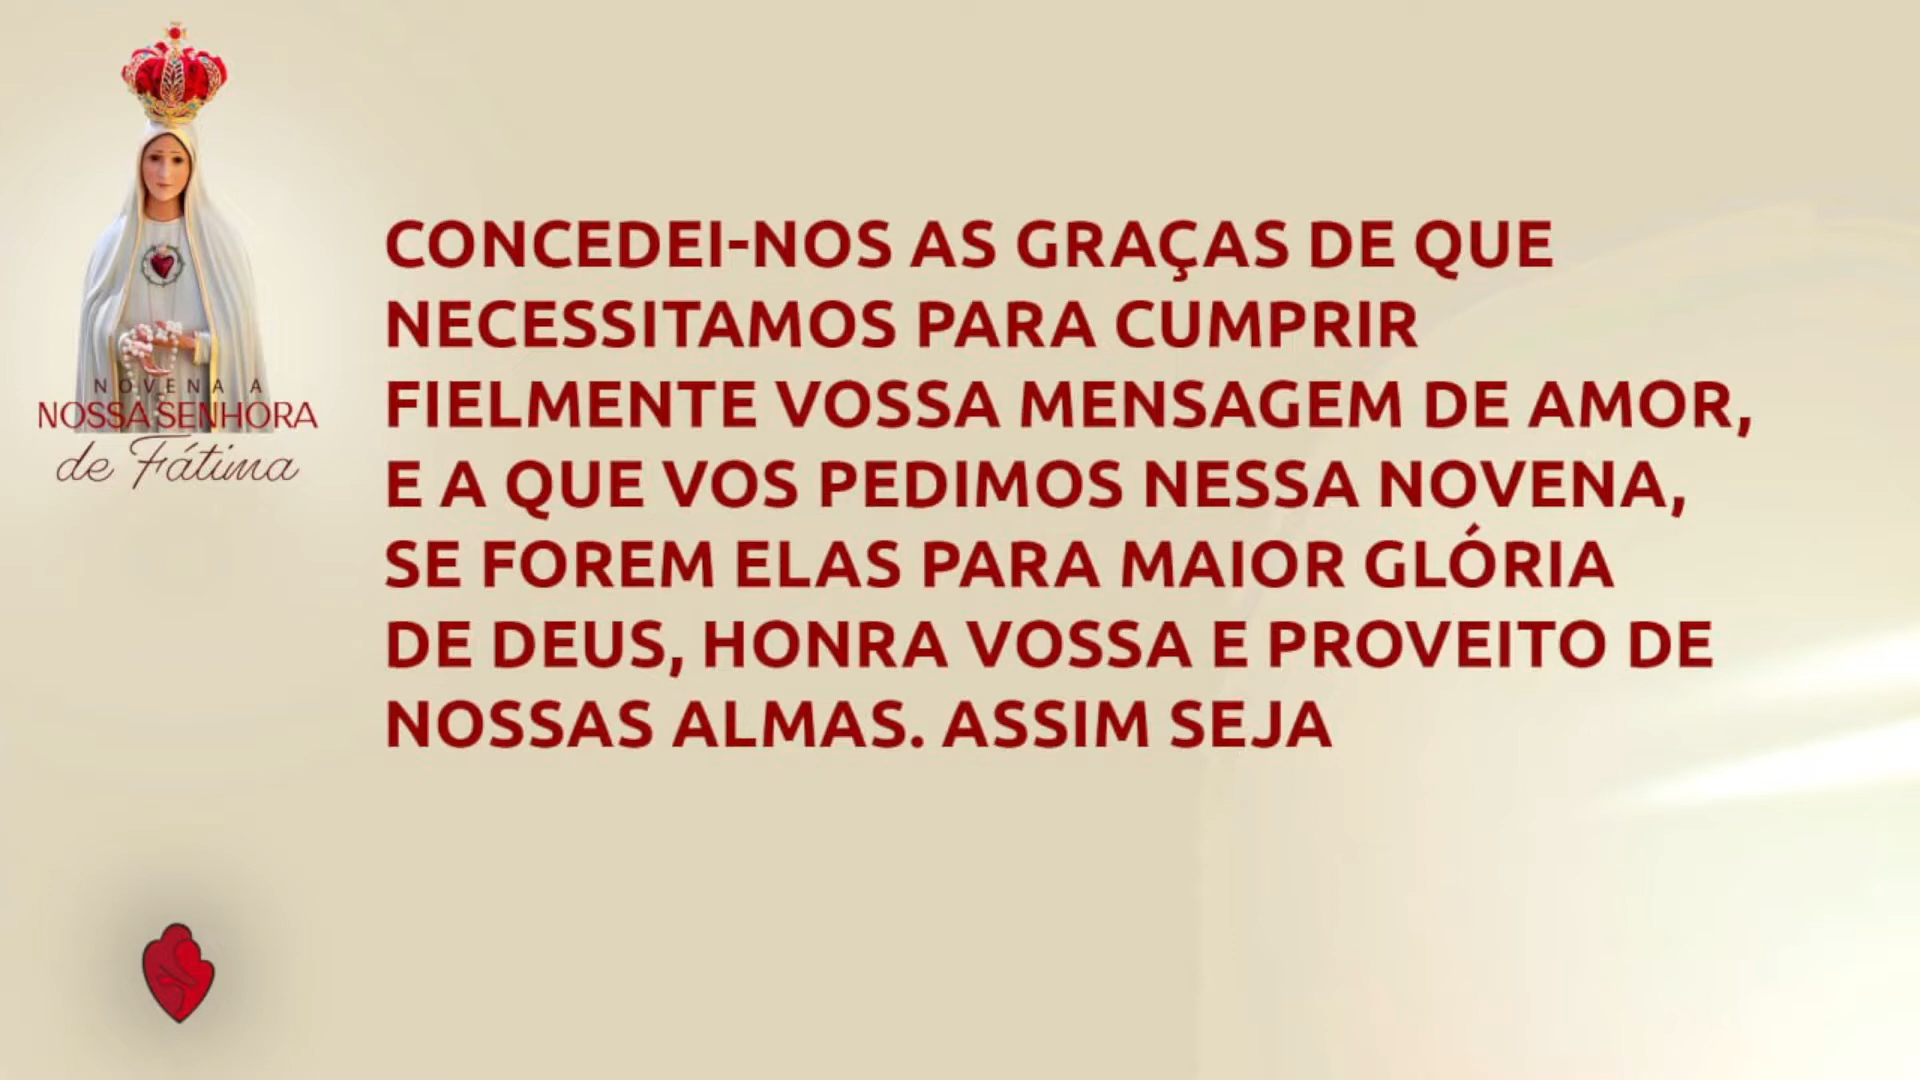 NOVENA A
NOSSA SENHORA
de Fátima
CONCEDEI-NOS AS GRAÇAS DE QUE
NECESSITAMOS PARA CUMPRIR
FIELMENTE VOSSA MENSAGEM DE AMOR,
E A QUE VOS PEDIMOS NESSA NOVENA,
SE FOREM ELAS PARA MAIOR GLÓRIA
DE DEUS, HONRA VOSSA E PROVEITO DE
NOSSAS ALMAS. ASSIM SEJA